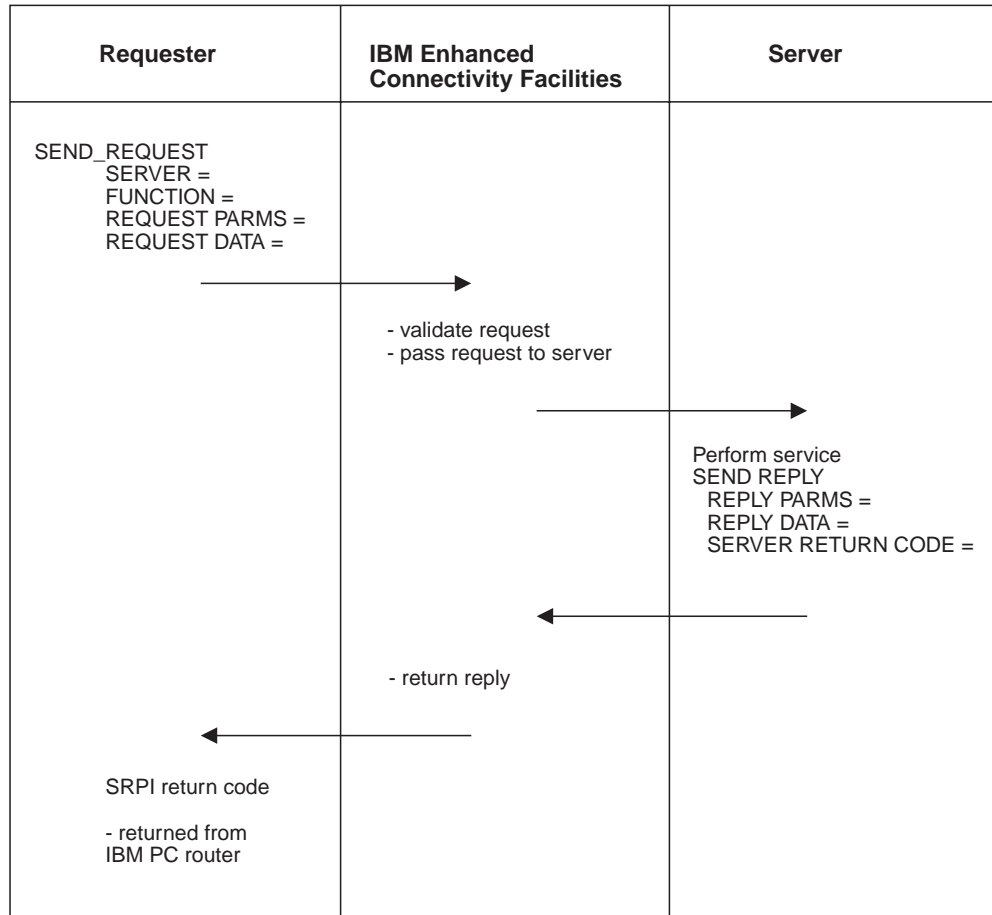 Requester
IBM Enhanced
Connectivity Facilities
Server
SEND_REQUEST
SERVER =
FUNCTION =
REQUEST PARMS =
REQUEST DATA =
- validate request
- pass request to server
Perform service
SEND REPLY
REPLY PARMS =
REPLY DATA =
SERVER RETURN CODE =
- return reply
SRPI return code
- returned from
IBM PC router